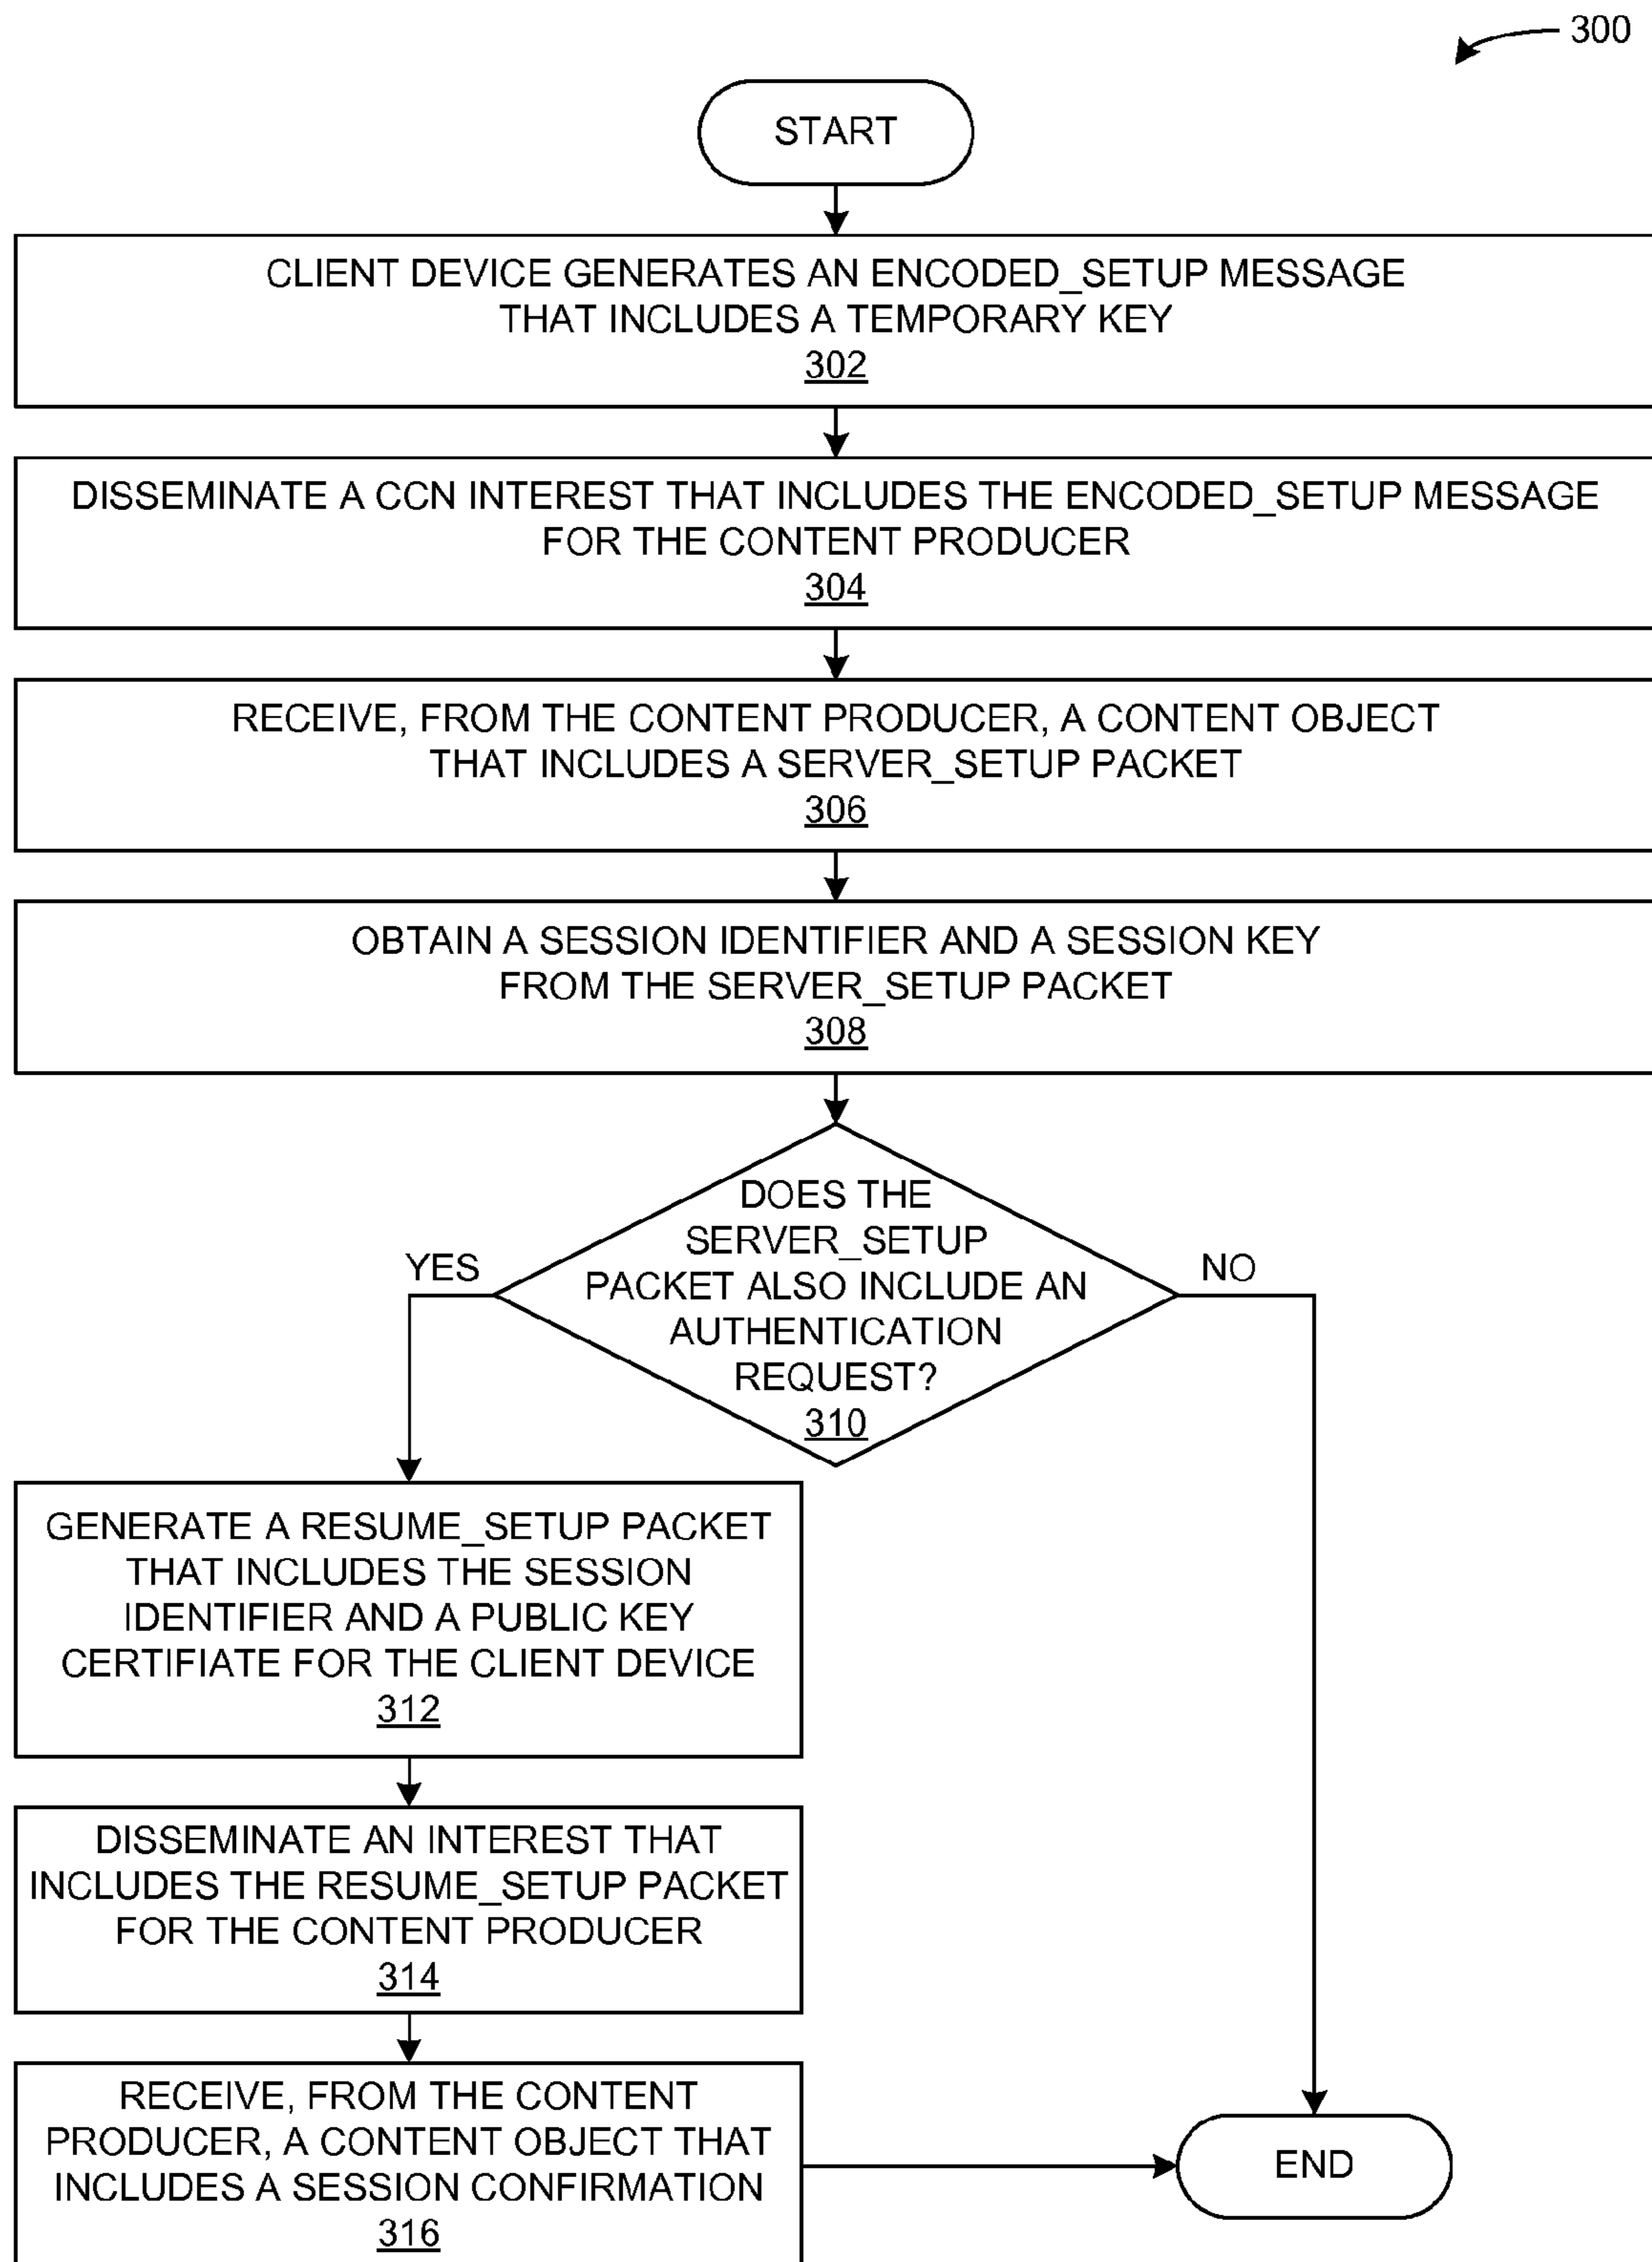 300
START
CLIENT DEVICE GENERATES AN ENCODED_SETUP MESSAGE
THAT INCLUDES A TEMPORARY KEY
302
DISSEMINATE A CCN INTEREST THAT INCLUDES THE ENCODED_SETUP MESSAGE
FOR THE CONTENT PRODUCER
304
RECEIVE, FROM THE CONTENT PRODUCER, A CONTENT OBJECT
THAT INCLUDES A SERVER_SETUP PACKET
306
OBTAIN A SESSION IDENTIFIER AND A SESSION KEY
FROM THE SERVER_SETUP PACKET
308
DOES THE
SERVER_SETUP
PACKET ALSO INCLUDE AN
AUTHENTICATION
REQUEST?
310
YES
NO
GENERATE A RESUME_SETUP PACKET
THAT INCLUDES THE SESSION
IDENTIFIER AND A PUBLIC KEY
CERTIFIATE FOR THE CLIENT DEVICE
312
DISSEMINATE AN INTEREST THAT
INCLUDES THE RESUME_SETUP PACKET
FOR THE CONTENT PRODUCER
314
RECEIVE, FROM THE CONTENT
PRODUCER, A CONTENT OBJECT THAT
INCLUDES A SESSION CONFIRMATION
316
END